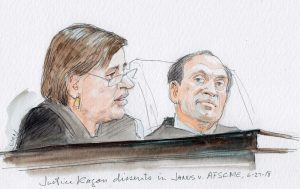 Justice Kagan dissents in JANUS v. AFSCME, 6-27-18